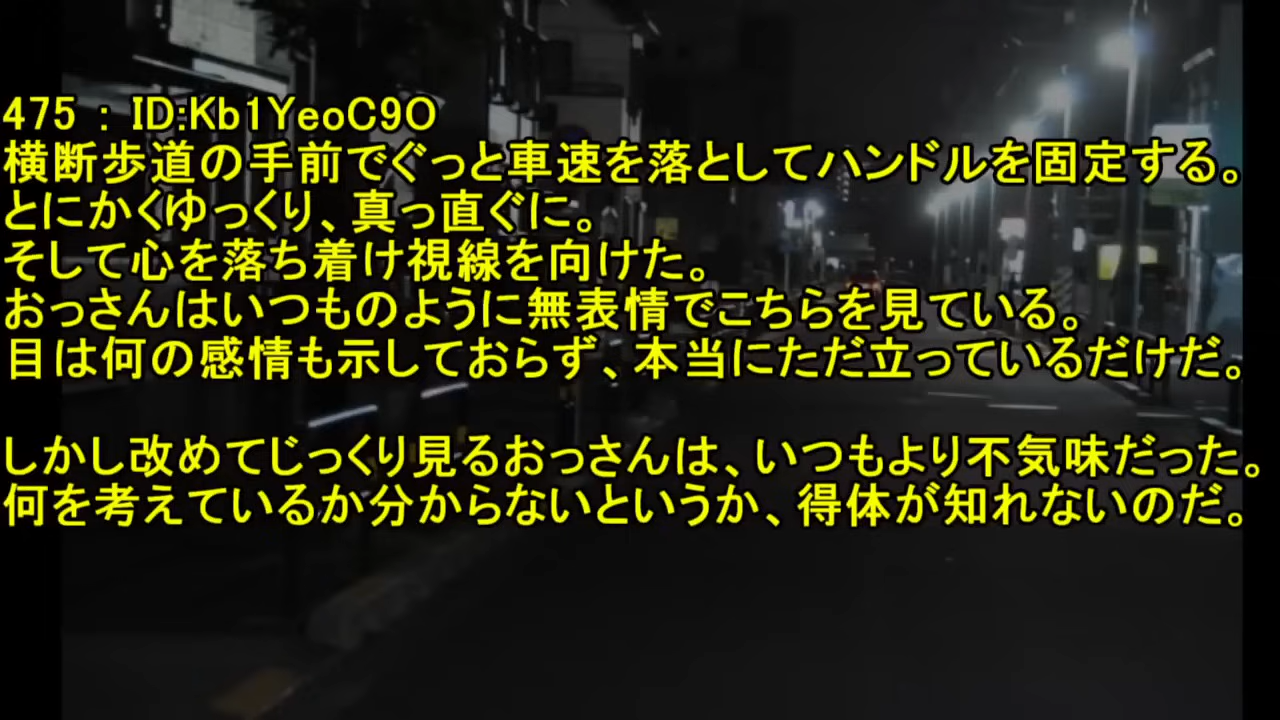 475 : ID:Kb1YeoC9O
横断歩道の手前でぐっと車速を落としてハンドルを固定する。
とにかくゆっくり、真っ直ぐに。
そして心を落ち着け視線を向けた。
おっさんはいつものように無表情でこちらを見ている。
目は何の感情も示しておらず、本当にただ立っているだけだ。
しかし改めてじっくり見るおっさんは、いつもより不気味だった。
何を考えているか分からないというか、得体が知れないのだ。